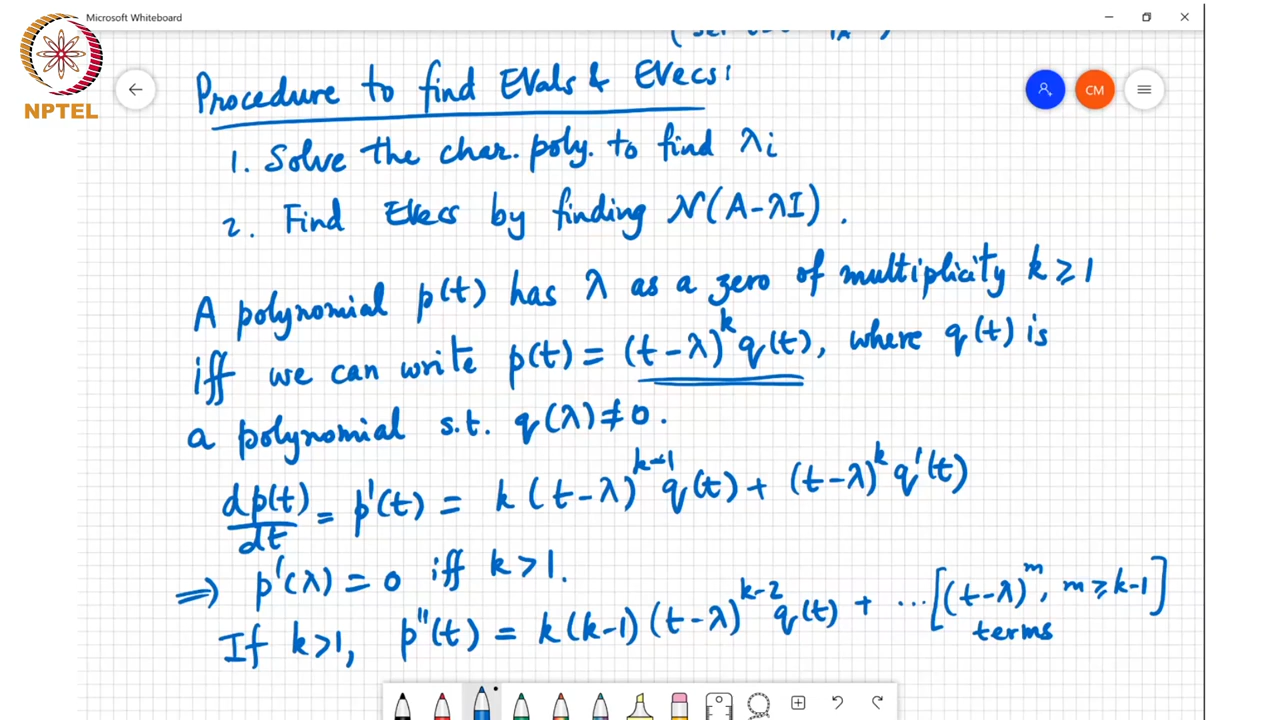 Microsoft Whiteboard
NPTEL
CM
Procedure to find EVals & EVecs:
1. Solve the char. poly. to find λi
2. Find EVecs by finding N(A-λI).
A polynomial p(t) has λ as a zero of multiplicity k ≥ 1
iff we can write p(t) = (t-λ)^k q(t), where q(t) is
a polynomial s.t. q(λ) ≠ 0.
dp(t)/dt = p'(t) = k(t-λ)^{k-1} q(t) + (t-λ)^k q'(t)
⇒ p'(λ) = 0 iff k > 1.
If k>1, p''(t) = k(k-1)(t-λ)^{k-2} q(t) + ... [(t-λ)^m, m ≥ k-1]
terms